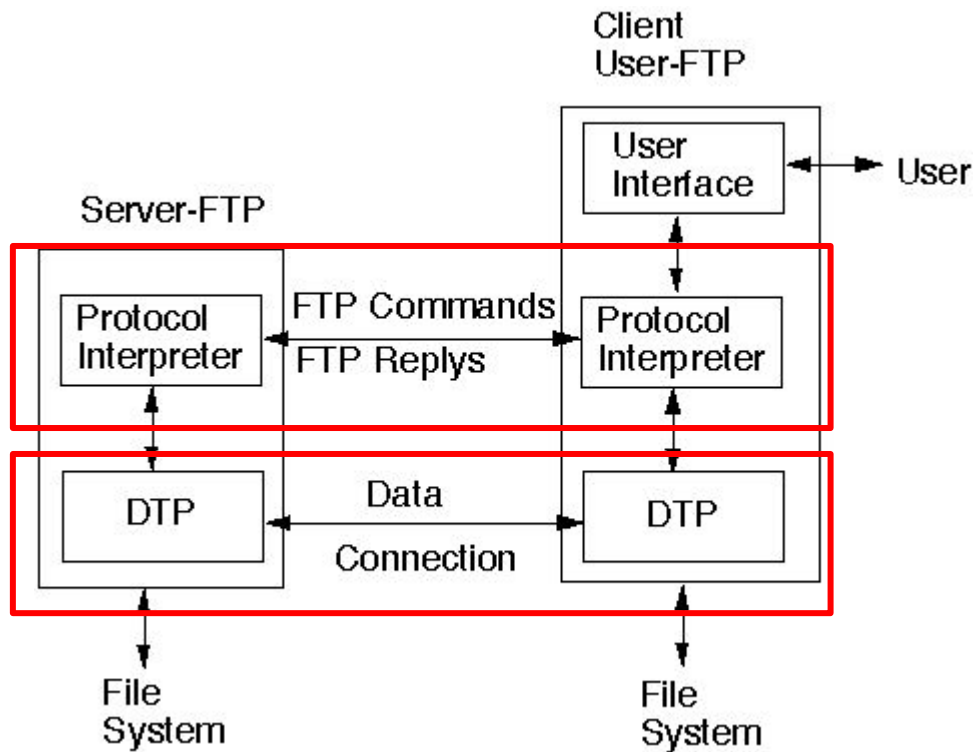 Client
User-FTP
User
Interface
User
Server-FTP
Protocol
Interpreter
FTP Commands
FTP Replys
Protocol
Interpreter
DTP
Data
Connection
DTP
File
System
File
System